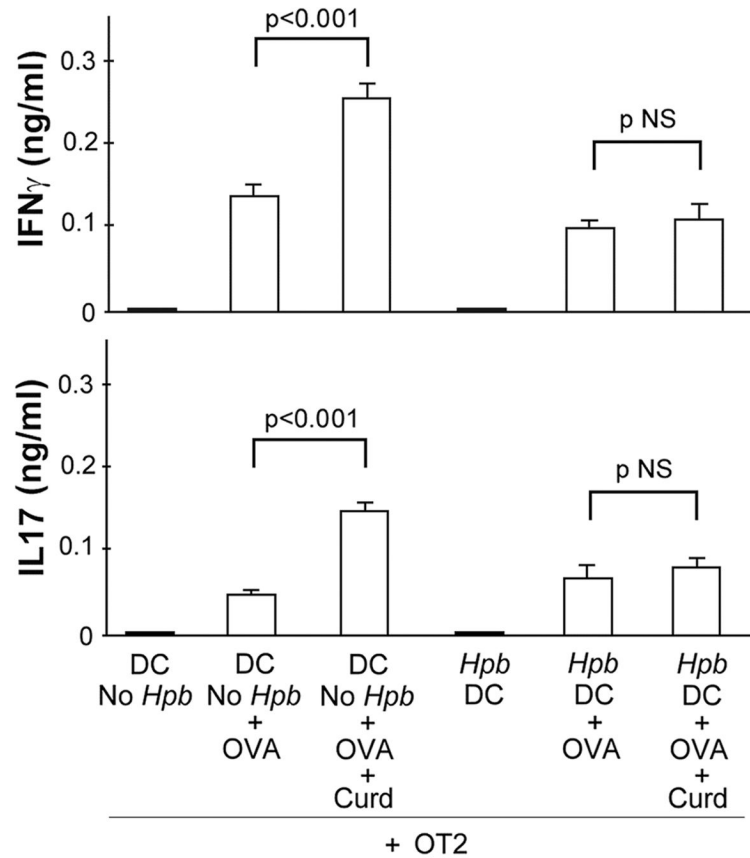 p<0.001
0.3
p NS
0.2
0.1
0
IFNγ (ng/ml)
0.3
p<0.001
0.2
p NS
0.1
0
IL17 (ng/ml)
DC DC DC Hpb Hpb Hpb
No Hpb No Hpb No Hpb DC DC DC
+ + + +
OVA OVA OVA OVA
+ +
Curd Curd
+ OT2